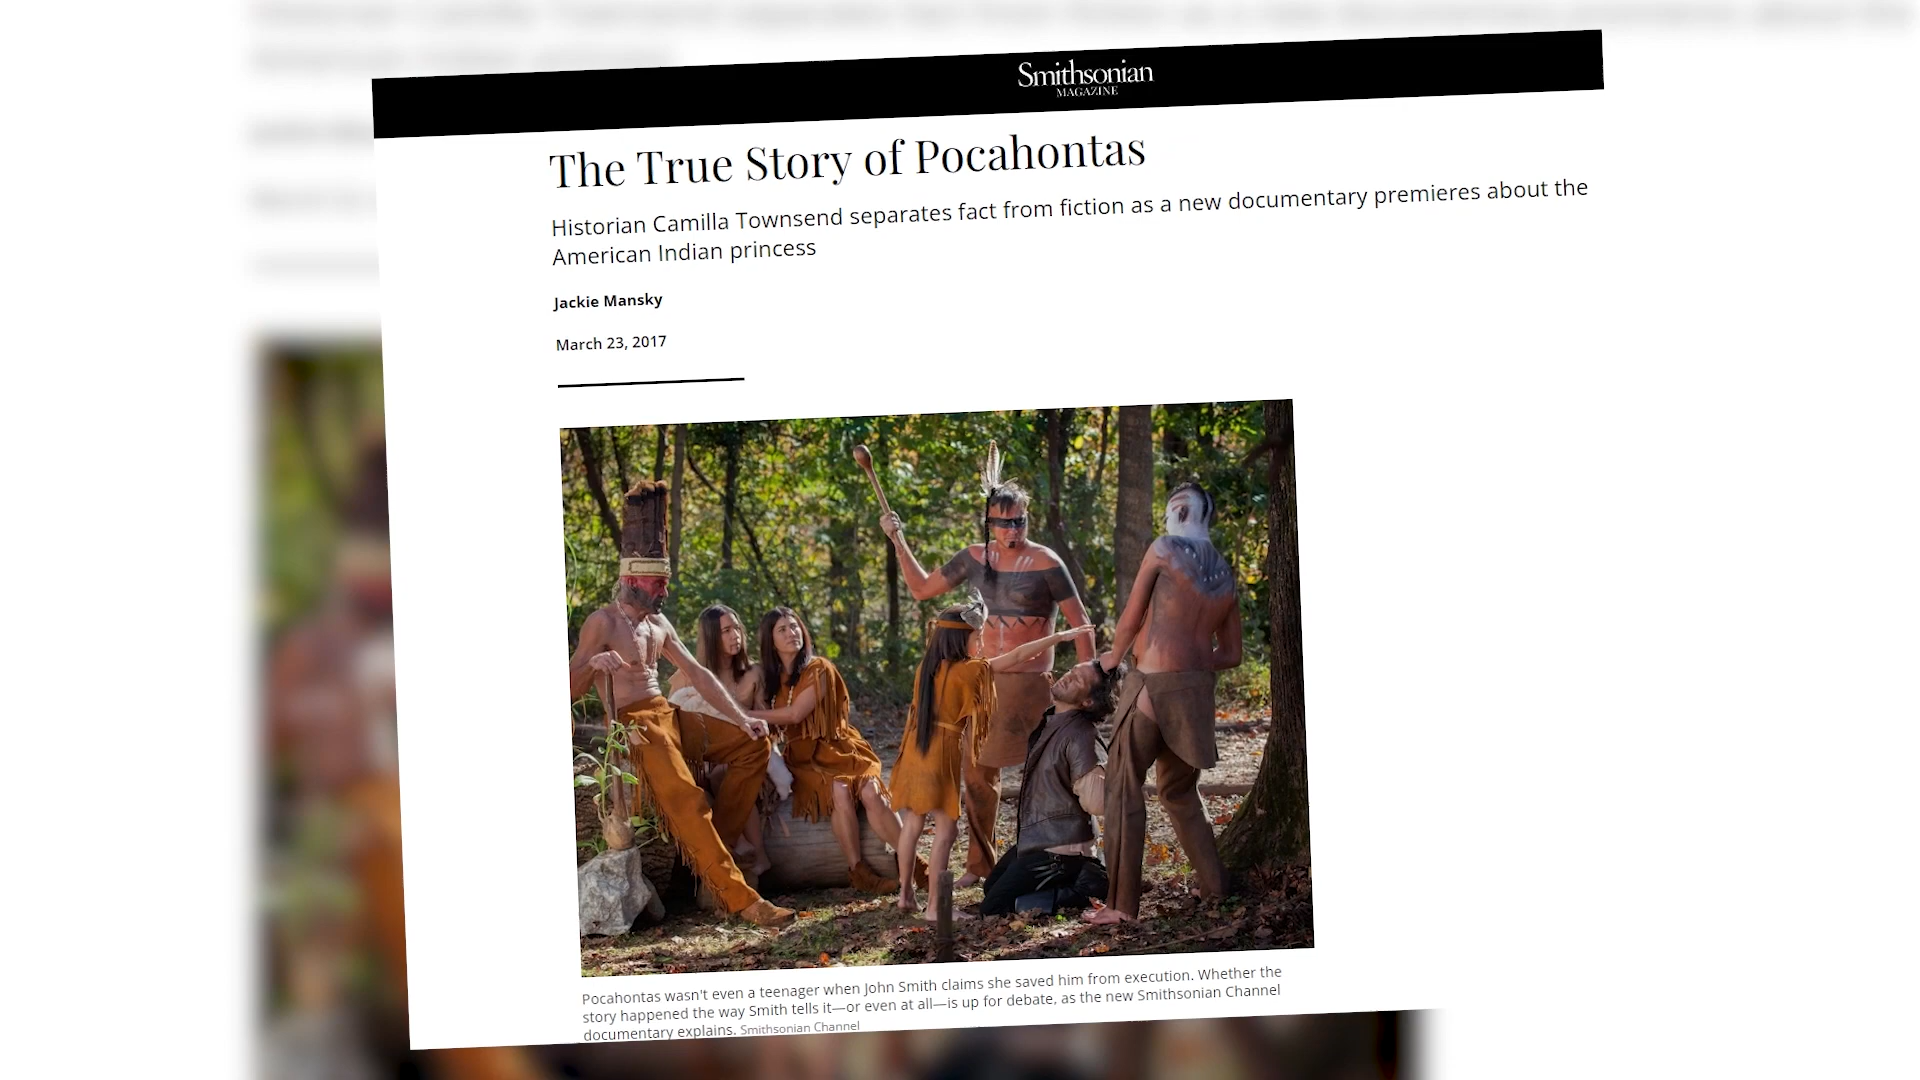 Smithsonian
MAGAZINE
The True Story of Pocahontas
Historian Camilla Townsend separates fact from fiction as a new documentary premieres about the
American Indian princess
Jackie Mansky
March 23, 2017
Pocahontas wasn't even a teenager when John Smith claims she saved him from execution. Whether the
story happened the way Smith tells it—or even at all—is up for debate, as the new Smithsonian Channel
documentary explains. Smithsonian Channel